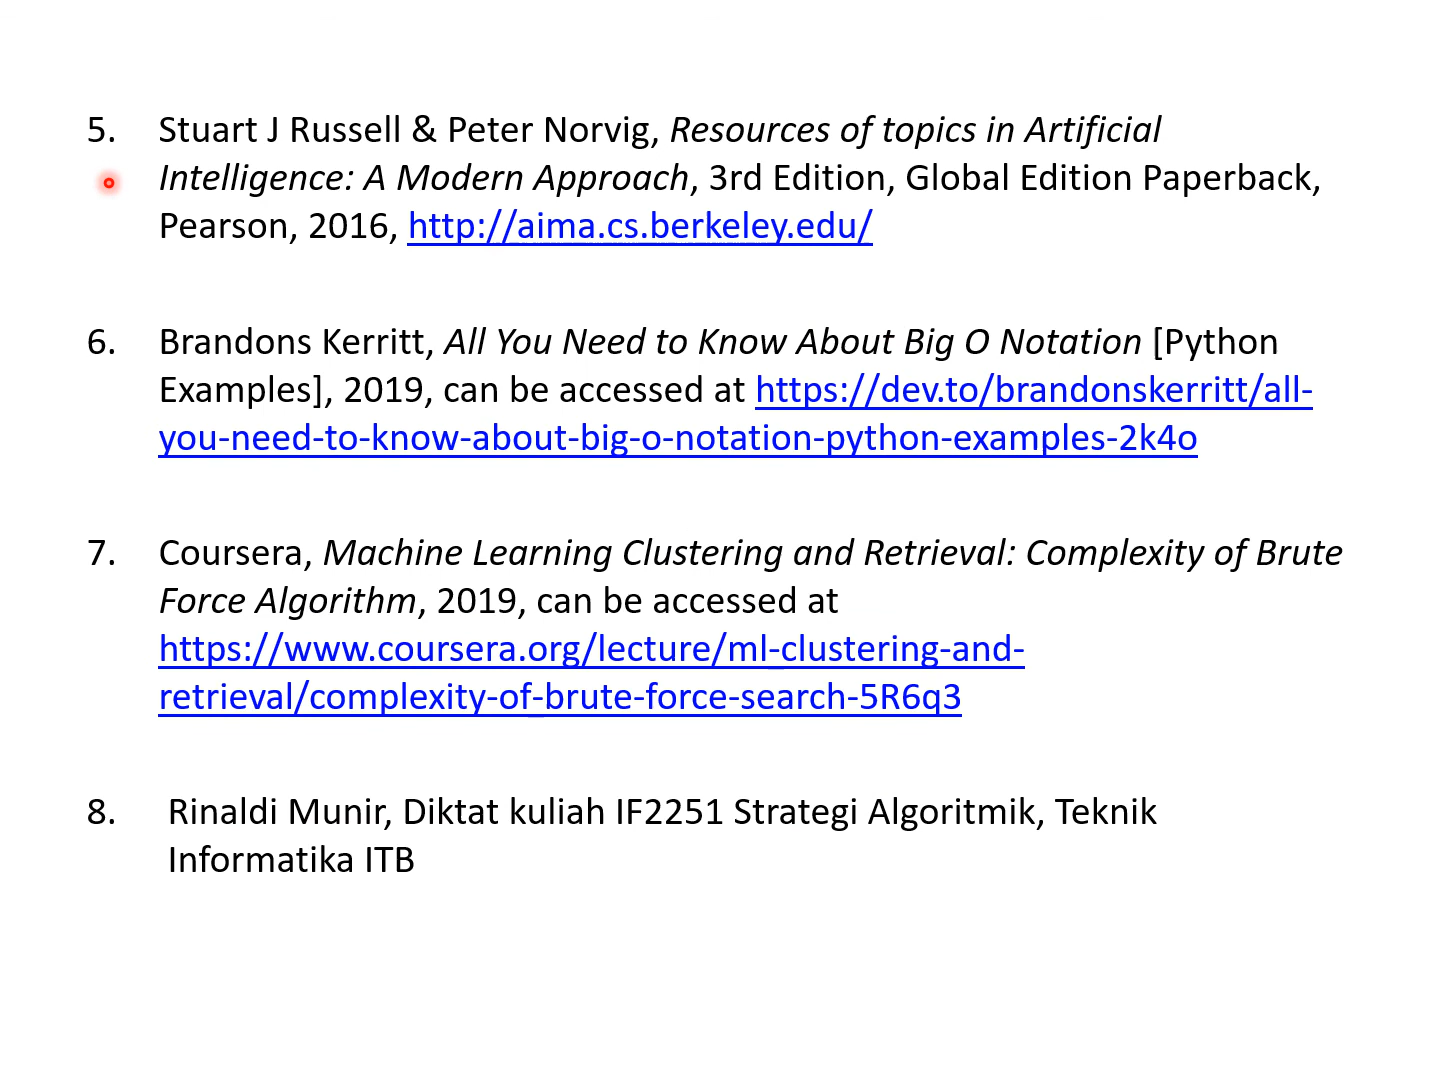 5. Stuart J Russell & Peter Norvig, Resources of topics in Artificial
Intelligence: A Modern Approach, 3rd Edition, Global Edition Paperback,
Pearson, 2016, http://aima.cs.berkeley.edu/
6. Brandons Kerritt, All You Need to Know About Big O Notation [Python
Examples], 2019, can be accessed at https://dev.to/brandonskerritt/all-
you-need-to-know-about-big-o-notation-python-examples-2k4o
7. Coursera, Machine Learning Clustering and Retrieval: Complexity of Brute
Force Algorithm, 2019, can be accessed at
https://www.coursera.org/lecture/ml-clustering-and-
retrieval/complexity-of-brute-force-search-5R6q3
8. Rinaldi Munir, Diktat kuliah IF2251 Strategi Algoritmik, Teknik
Informatika ITB